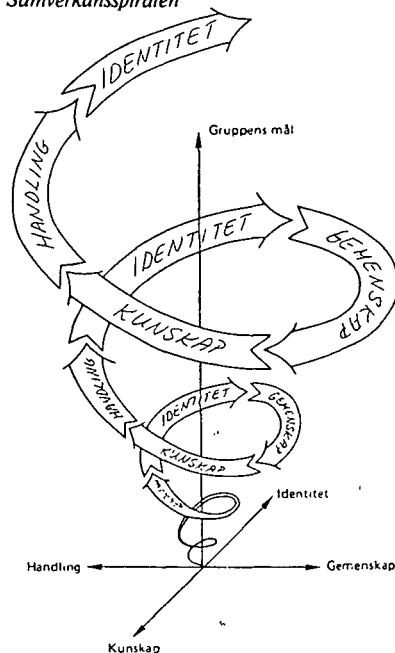 Samverkansspiralen
IDENTITET
HANDLING
Gruppens mål
IDENTITET
GEMENSKAP
KUNSKAP
HANDLING
IDENTITET
GEMENSKAP
KUNSKAP
Identitet
Handling
Gemenskap
Kunskap